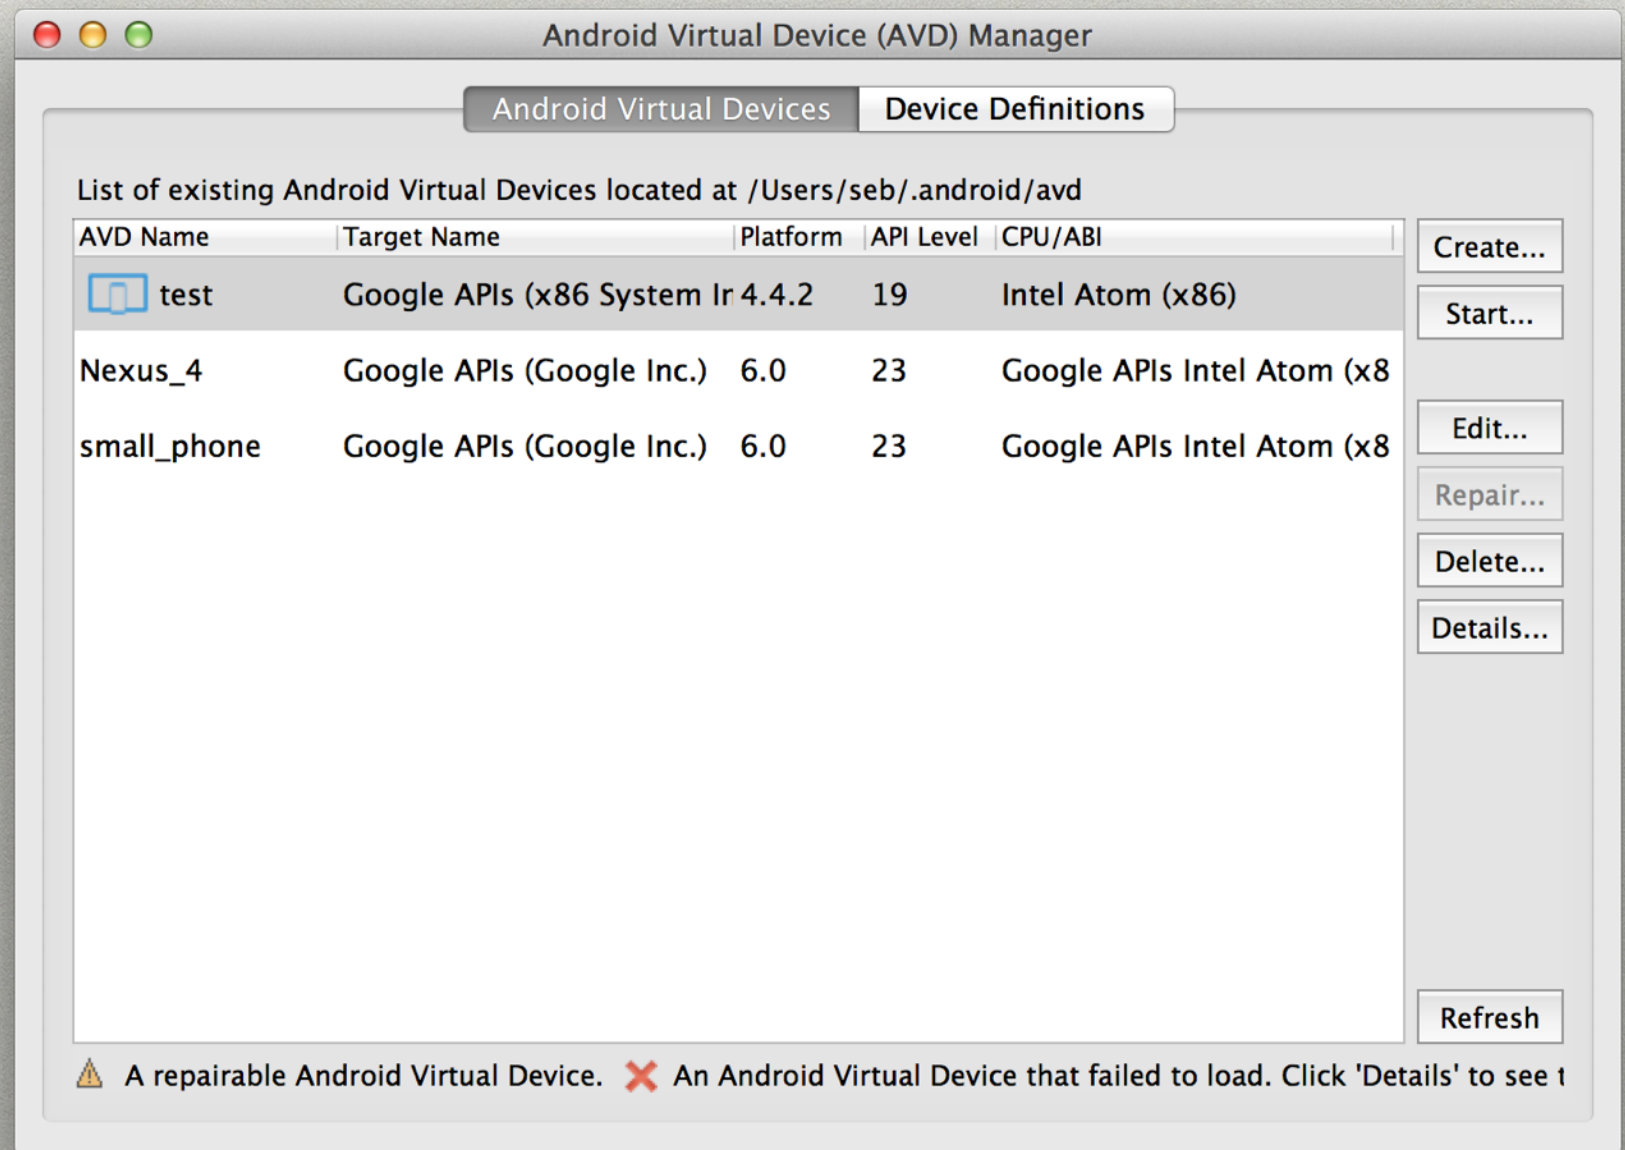 Android Virtual Device (AVD) Manager
Android Virtual Devices Device Definitions
List of existing Android Virtual Devices located at /Users/seb/.android/avd
AVD Name Target Name Platform API Level CPU/ABI
test Google APIs (x86 System In 4.4.2 19 Intel Atom (x86)
Nexus_4 Google APIs (Google Inc.) 6.0 23 Google APIs Intel Atom (x8
small_phone Google APIs (Google Inc.) 6.0 23 Google APIs Intel Atom (x8
Create...
Start...
Edit...
Repair...
Delete...
Details...
Refresh
A repairable Android Virtual Device. An Android Virtual Device that failed to load. Click 'Details' to see t